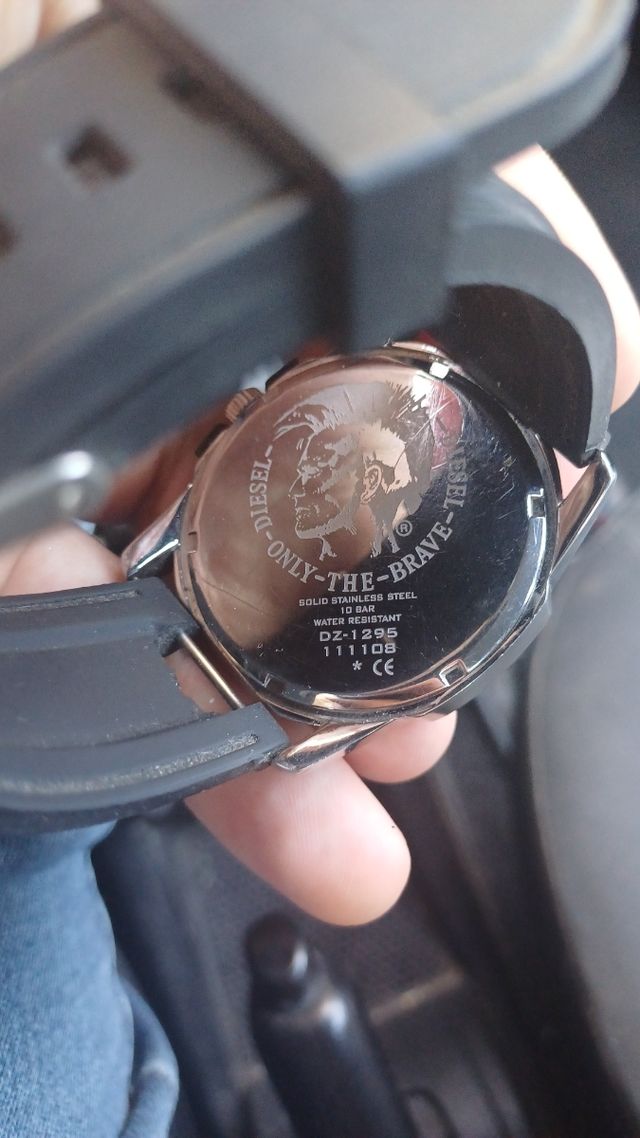 DIESEL-ONLY-THE-BRAVE-DIESEL-
®
SOLID STAINLESS STEEL
10 BAR
WATER RESISTANT
DZ-1295
111108
* CE